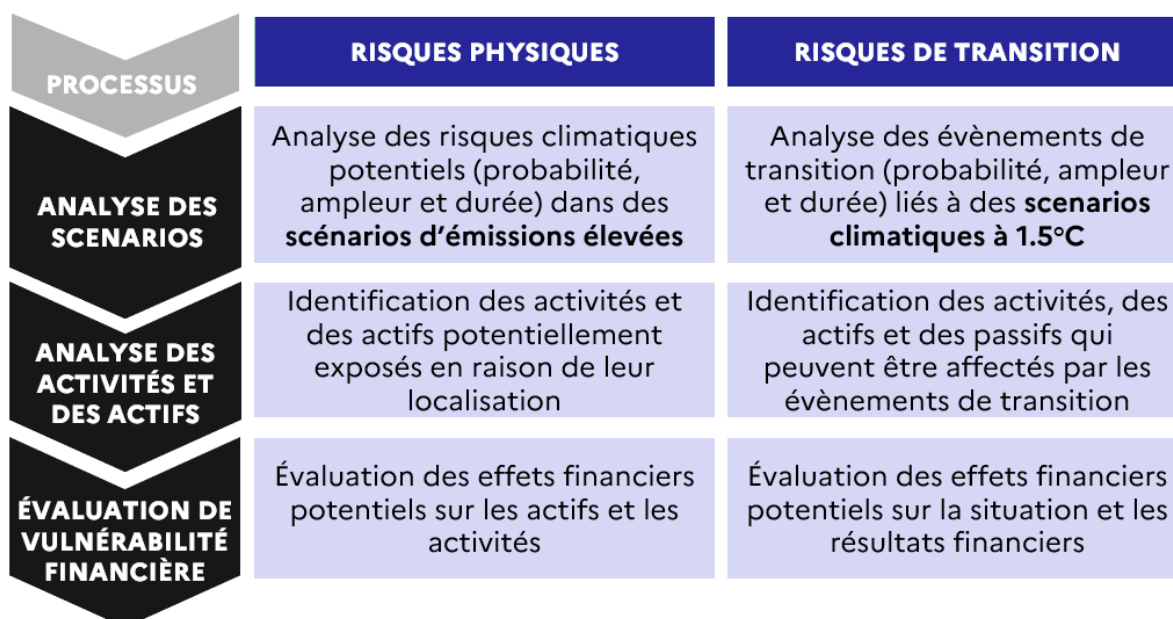 PROCESSUS
RISQUES PHYSIQUES
RISQUES DE TRANSITION
ANALYSE DES
SCENARIOS
Analyse des risques climatiques
potentiels (probabilité,
ampleur et durée) dans des
scénarios d'émissions élevées
Analyse des évènements de
transition (probabilité, ampleur
et durée) liés à des scenarios
climatiques à 1.5°C
ANALYSE DES
ACTIVITÉS ET
DES ACTIFS
Identification des activités et
des actifs potentiellement
exposés en raison de leur
localisation
Identification des activités, des
actifs et des passifs qui
peuvent être affectés par les
évènements de transition
ÉVALUATION DE
VULNÉRABILITÉ
FINANCIÈRE
Évaluation des effets financiers
potentiels sur les actifs et les
activités
Évaluation des effets financiers
potentiels sur la situation et les
résultats financiers